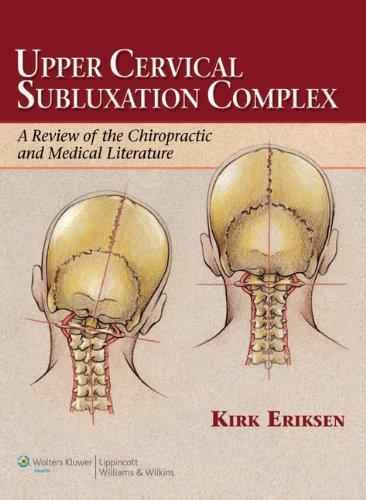 UPPER CERVICAL
SUBLUXATION COMPLEX
A Review of the Chiropractic
and Medical Literature
KIRK ERIKSEN
Wolters Kluwer
Health
Lippincott
Williams & Wilkins